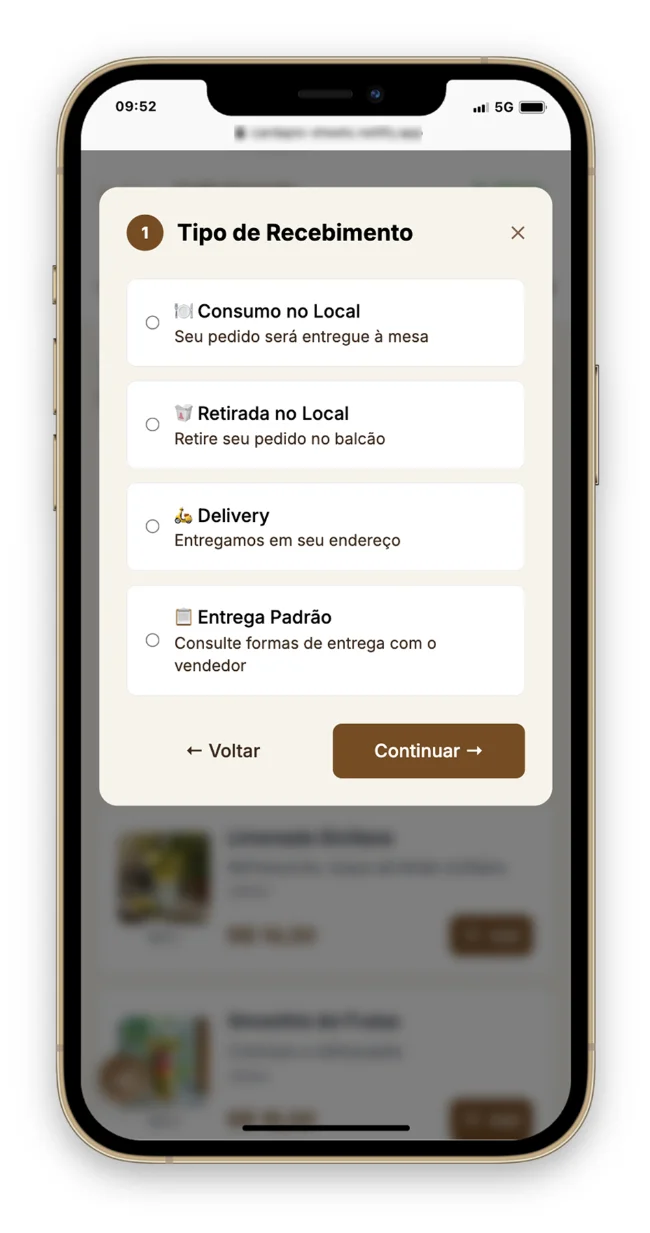 09:52
5G
1 Tipo de Recebimento ×
🍽️ Consumo no Local
Seu pedido será entregue à mesa
🥡 Retirada no Local
Retire seu pedido no balcão
🛵 Delivery
Entregamos em seu endereço
📋 Entrega Padrão
Consulte formas de entrega com o
vendedor
← Voltar
Continuar →